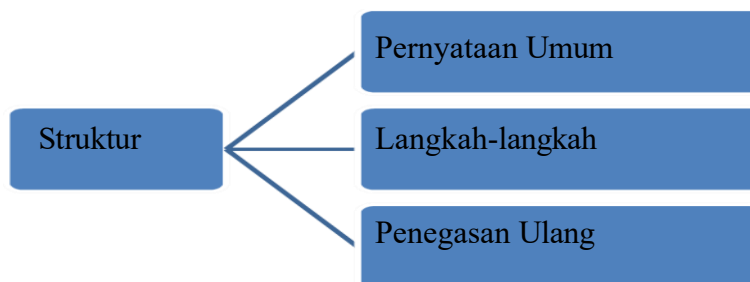 Struktur
Pernyataan Umum
Langkah-langkah
Penegasan Ulang